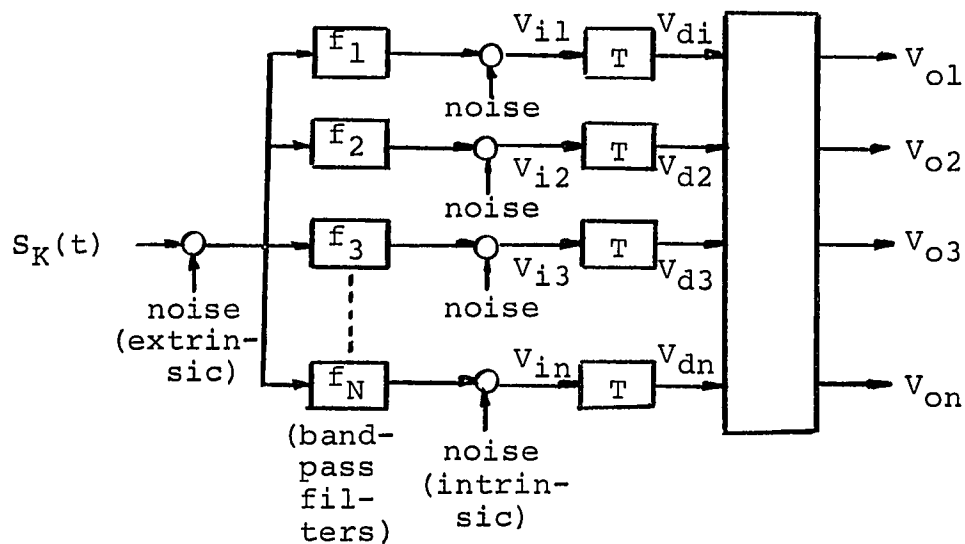 f1
Vi1
T
Vdi
Vo1
noise
f2
Vi2
T
Vd2
Vo2
noise
SK(t)
f3
Vi3
T
Vd3
Vo3
noise
(extrin-
sic)
noise
fN
Vin
T
Vdn
Von
(band-
pass
fil-
ters)
noise
(intrin-
sic)